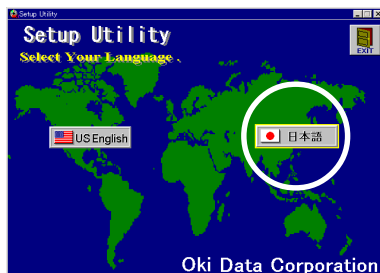 Setup Utility
Setup Utility
EXIT
Select Your Language .
US English
日本語
Oki Data Corporation